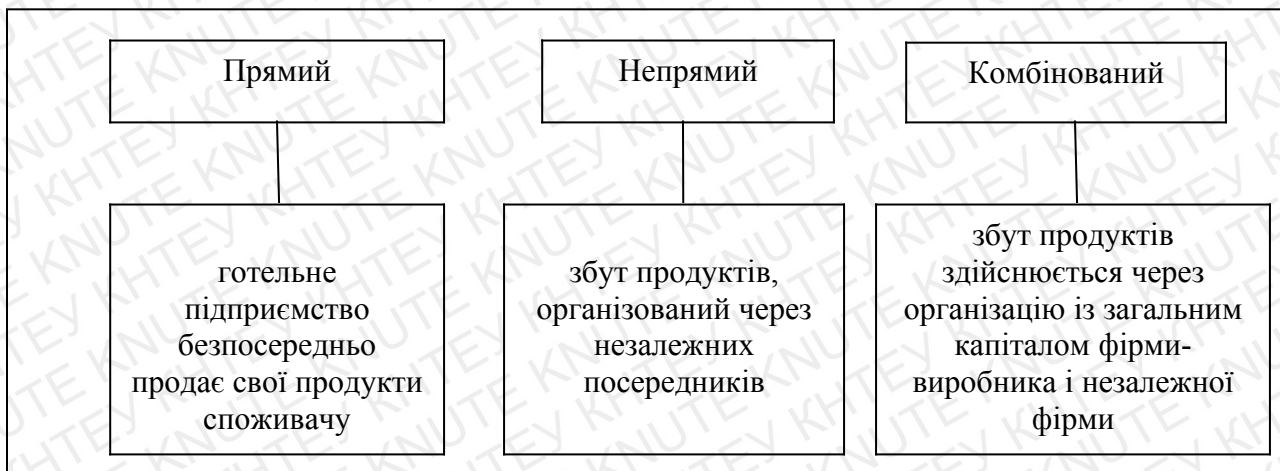 Прямий
Непрямий
Комбінований
готельне
підприємство
безпосередньо
продає свої продукти
споживачу
збут продуктів,
організований через
незалежних
посередників
збут продуктів
здійснюється через
організацію із загальним
капіталом фірми-
виробника і незалежної
фірми